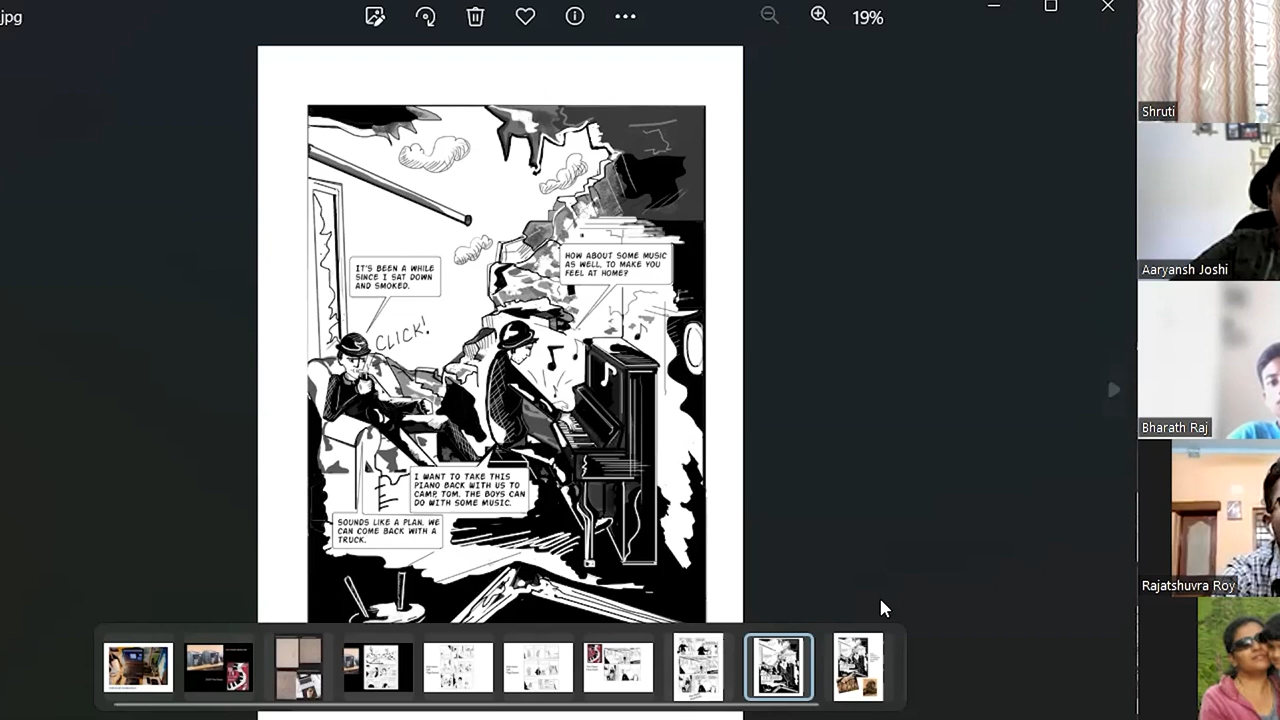 jpg
19%
IT'S BEEN A WHILE
SINCE I SAT DOWN
AND SMOKED.
HOW ABOUT SOME MUSIC
AS WELL, TO MAKE YOU
FEEL AT HOME?
CLICK!
I WANT TO TAKE THIS
PIANO BACK WITH US TO
CAMP, TOM. THE BOYS CAN
DO WITH SOME MUSIC.
SOUNDS LIKE A PLAN. WE
CAN COME BACK WITH A
TRUCK.
Shruti
Aaryansh Joshi
Bharath Raj
Rajatshuvra Roy